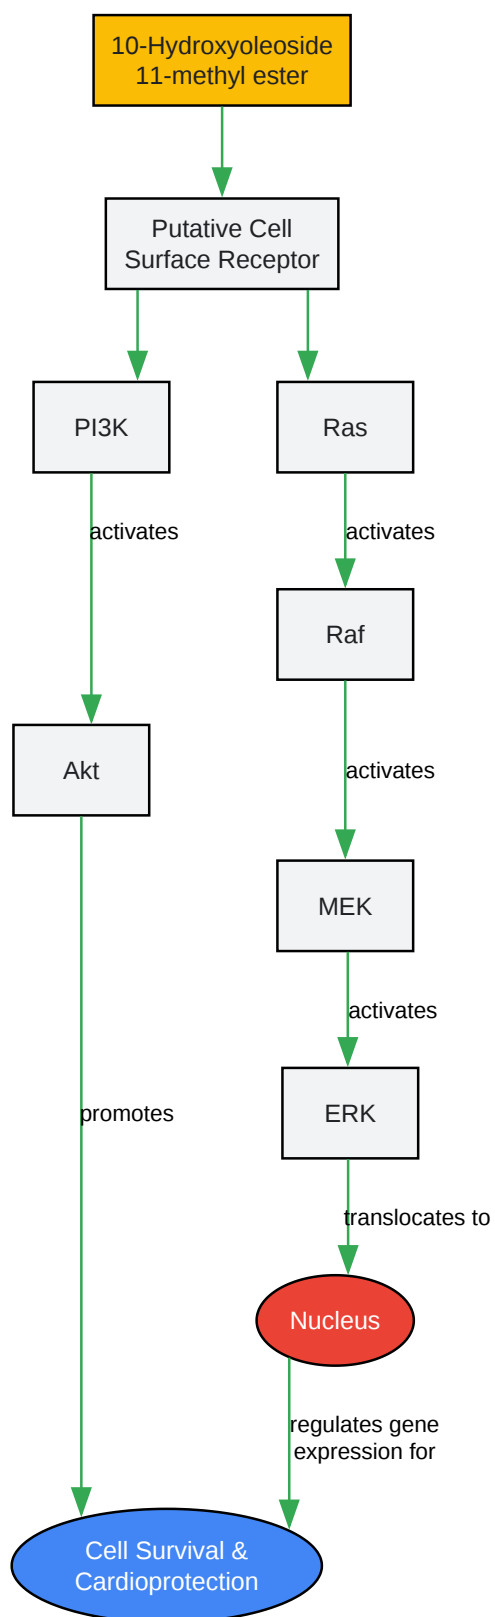 10-Hydroxyoleoside
11-methyl ester
Putative Cell
Surface Receptor
PI3K
Ras
activates
activates
Raf
Akt
activates
MEK
activates
ERK
promotes
translocates to
Nucleus
regulates gene
expression for
Cell Survival &
Cardioprotection